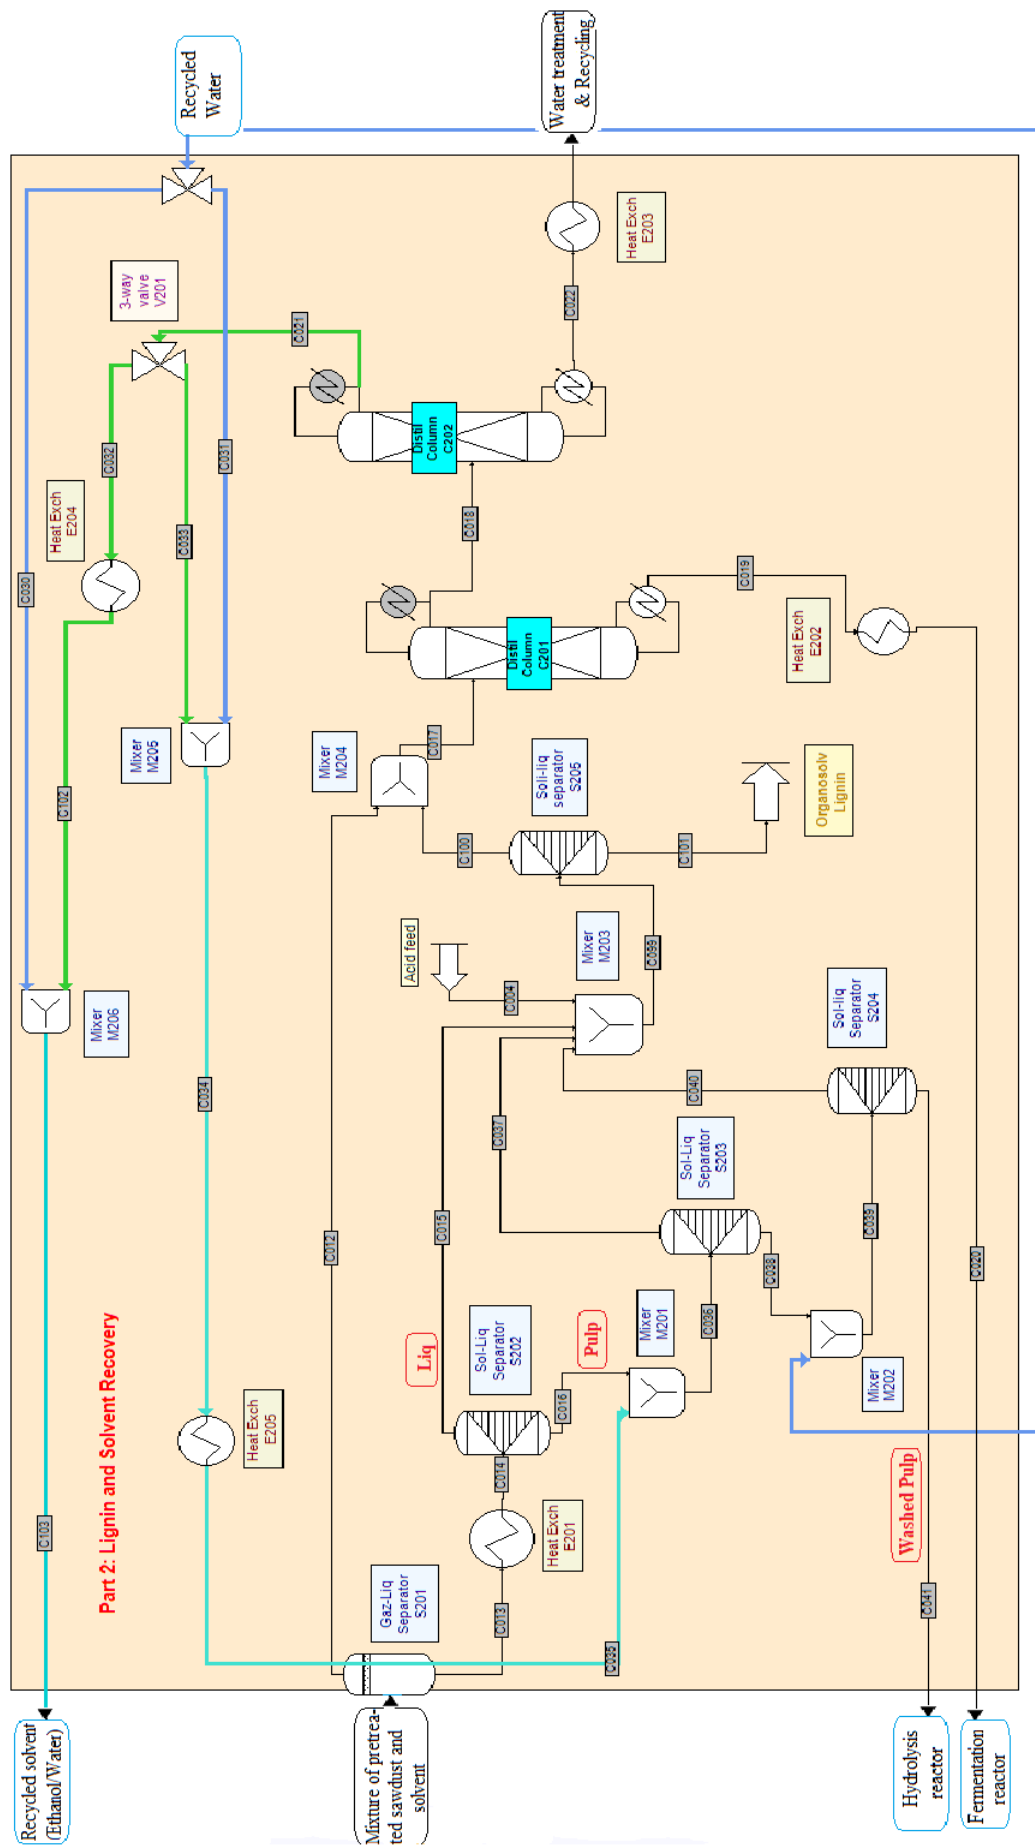 Recycled solvent
(Ethanol/Water)
C103
C030
Mixer
M206
C102
Heat Exch
E204
C032
Part 2: Lignin and Solvent Recovery
3-way
valve
V201
Mixer
M205
C033
C034
Recycled
Water
C031
Heat Exch
E205
C021
C012
Mixer
M204
Mixture of pretrea-
ted sawdust and
solvent
Gaz-Liq
Separator
S201
Liq
Acid feed
C015
C017
Distil
Column
C202
C100
C018
Sol-Liq
Separator
S202
C013
C014
C037
C004
Distil
Column
C201
Soli-liq
separator
S205
Heat Exch
E201
C016
C022
Water treatment
& Recycling
Pulp
Mixer
M203
C035
Heat Exch
E203
Mixer
M201
C099
C036
C101
C040
Sol-Liq
Separator
S203
C019
C038
Heat Exch
E202
Organosolv
Lignin
Sol-liq
Separator
S204
C039
Mixer
M202
Washed Pulp
Hydrolysis
reactor
C041
Fermentation
reactor
C020